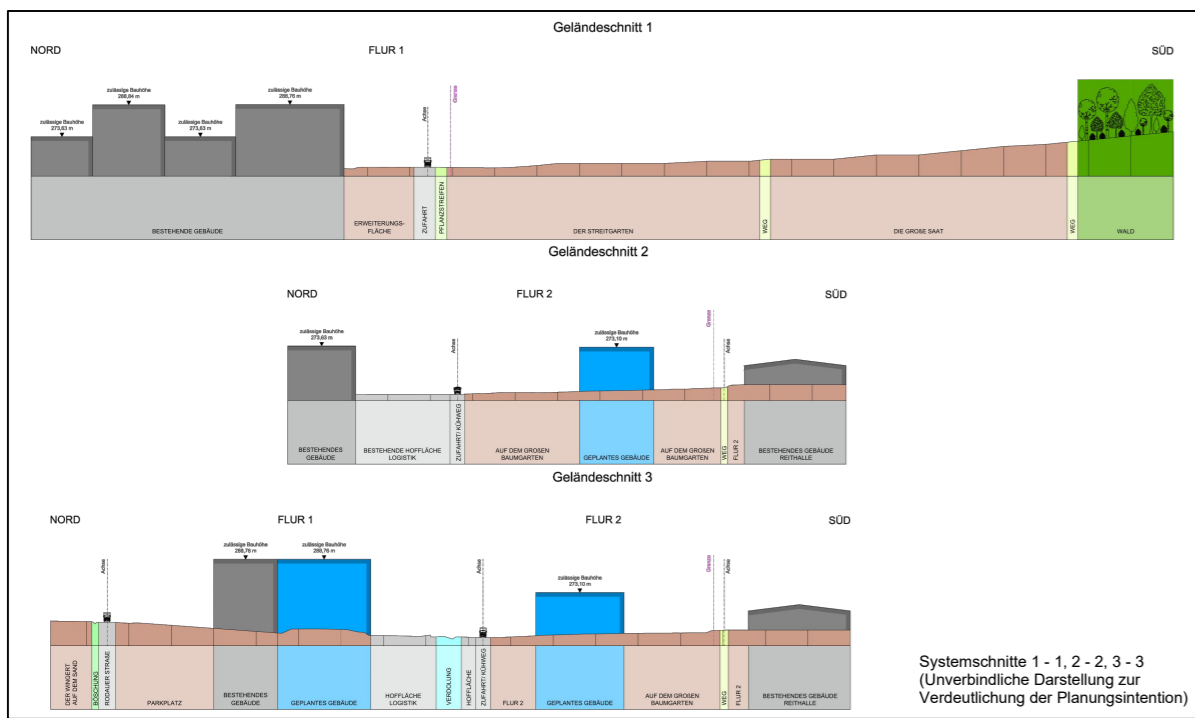 Geländeschnitt 1
NORD
FLUR 1
SÜD
zulässige Bauhöhe
273,63 m
zulässige Bauhöhe
288,84 m
zulässige Bauhöhe
273,63 m
zulässige Bauhöhe
288,76 m
Achse
Grenze
BESTEHENDE GEBÄUDE
ERWEITERUNGS-
FLÄCHE
ZUFAHRT
PFLANZSTREIFEN
DER STREITGARTEN
WEG
DIE GROßE SAAT
WEG
WALD
Geländeschnitt 2
NORD
FLUR 2
SÜD
zulässige Bauhöhe
273,63 m
Achse
zulässige Bauhöhe
273,10 m
Grenze
Achse
BESTEHENDES
GEBÄUDE
BESTEHENDE HOFFLÄCHE
LOGISTIK
ZUFAHRT/ KÜHWEG
AUF DEM GROßEN
BAUMGARTEN
GEPLANTES GEBÄUDE
AUF DEM GROßEN
BAUMGARTEN
WEG
FLUR 2
BESTEHENDES GEBÄUDE
REITHALLE
Geländeschnitt 3
NORD
FLUR 1
FLUR 2
SÜD
Achse
zulässige Bauhöhe
288,78 m
zulässige Bauhöhe
288,76 m
Achse
zulässige Bauhöhe
273,10 m
Grenze
Achse
DER WINGERT
AUF DEM SAND
BÖSCHUNG
RODAUER STRAßE
PARKPLATZ
BESTEHENDES
GEBÄUDE
GEPLANTES GEBÄUDE
HOFFLÄCHE
LOGISTIK
VERDOLUNG
HOFFLÄCHE
ZUFAHRT/ KÜHWEG
FLUR 2
GEPLANTES GEBÄUDE
AUF DEM GROßEN
BAUMGARTEN
WEG
FLUR 2
BESTEHENDES GEBÄUDE
REITHALLE
Systemschnitte 1 - 1, 2 - 2, 3 - 3
(Unverbindliche Darstellung zur
Verdeutlichung der Planungsintention)